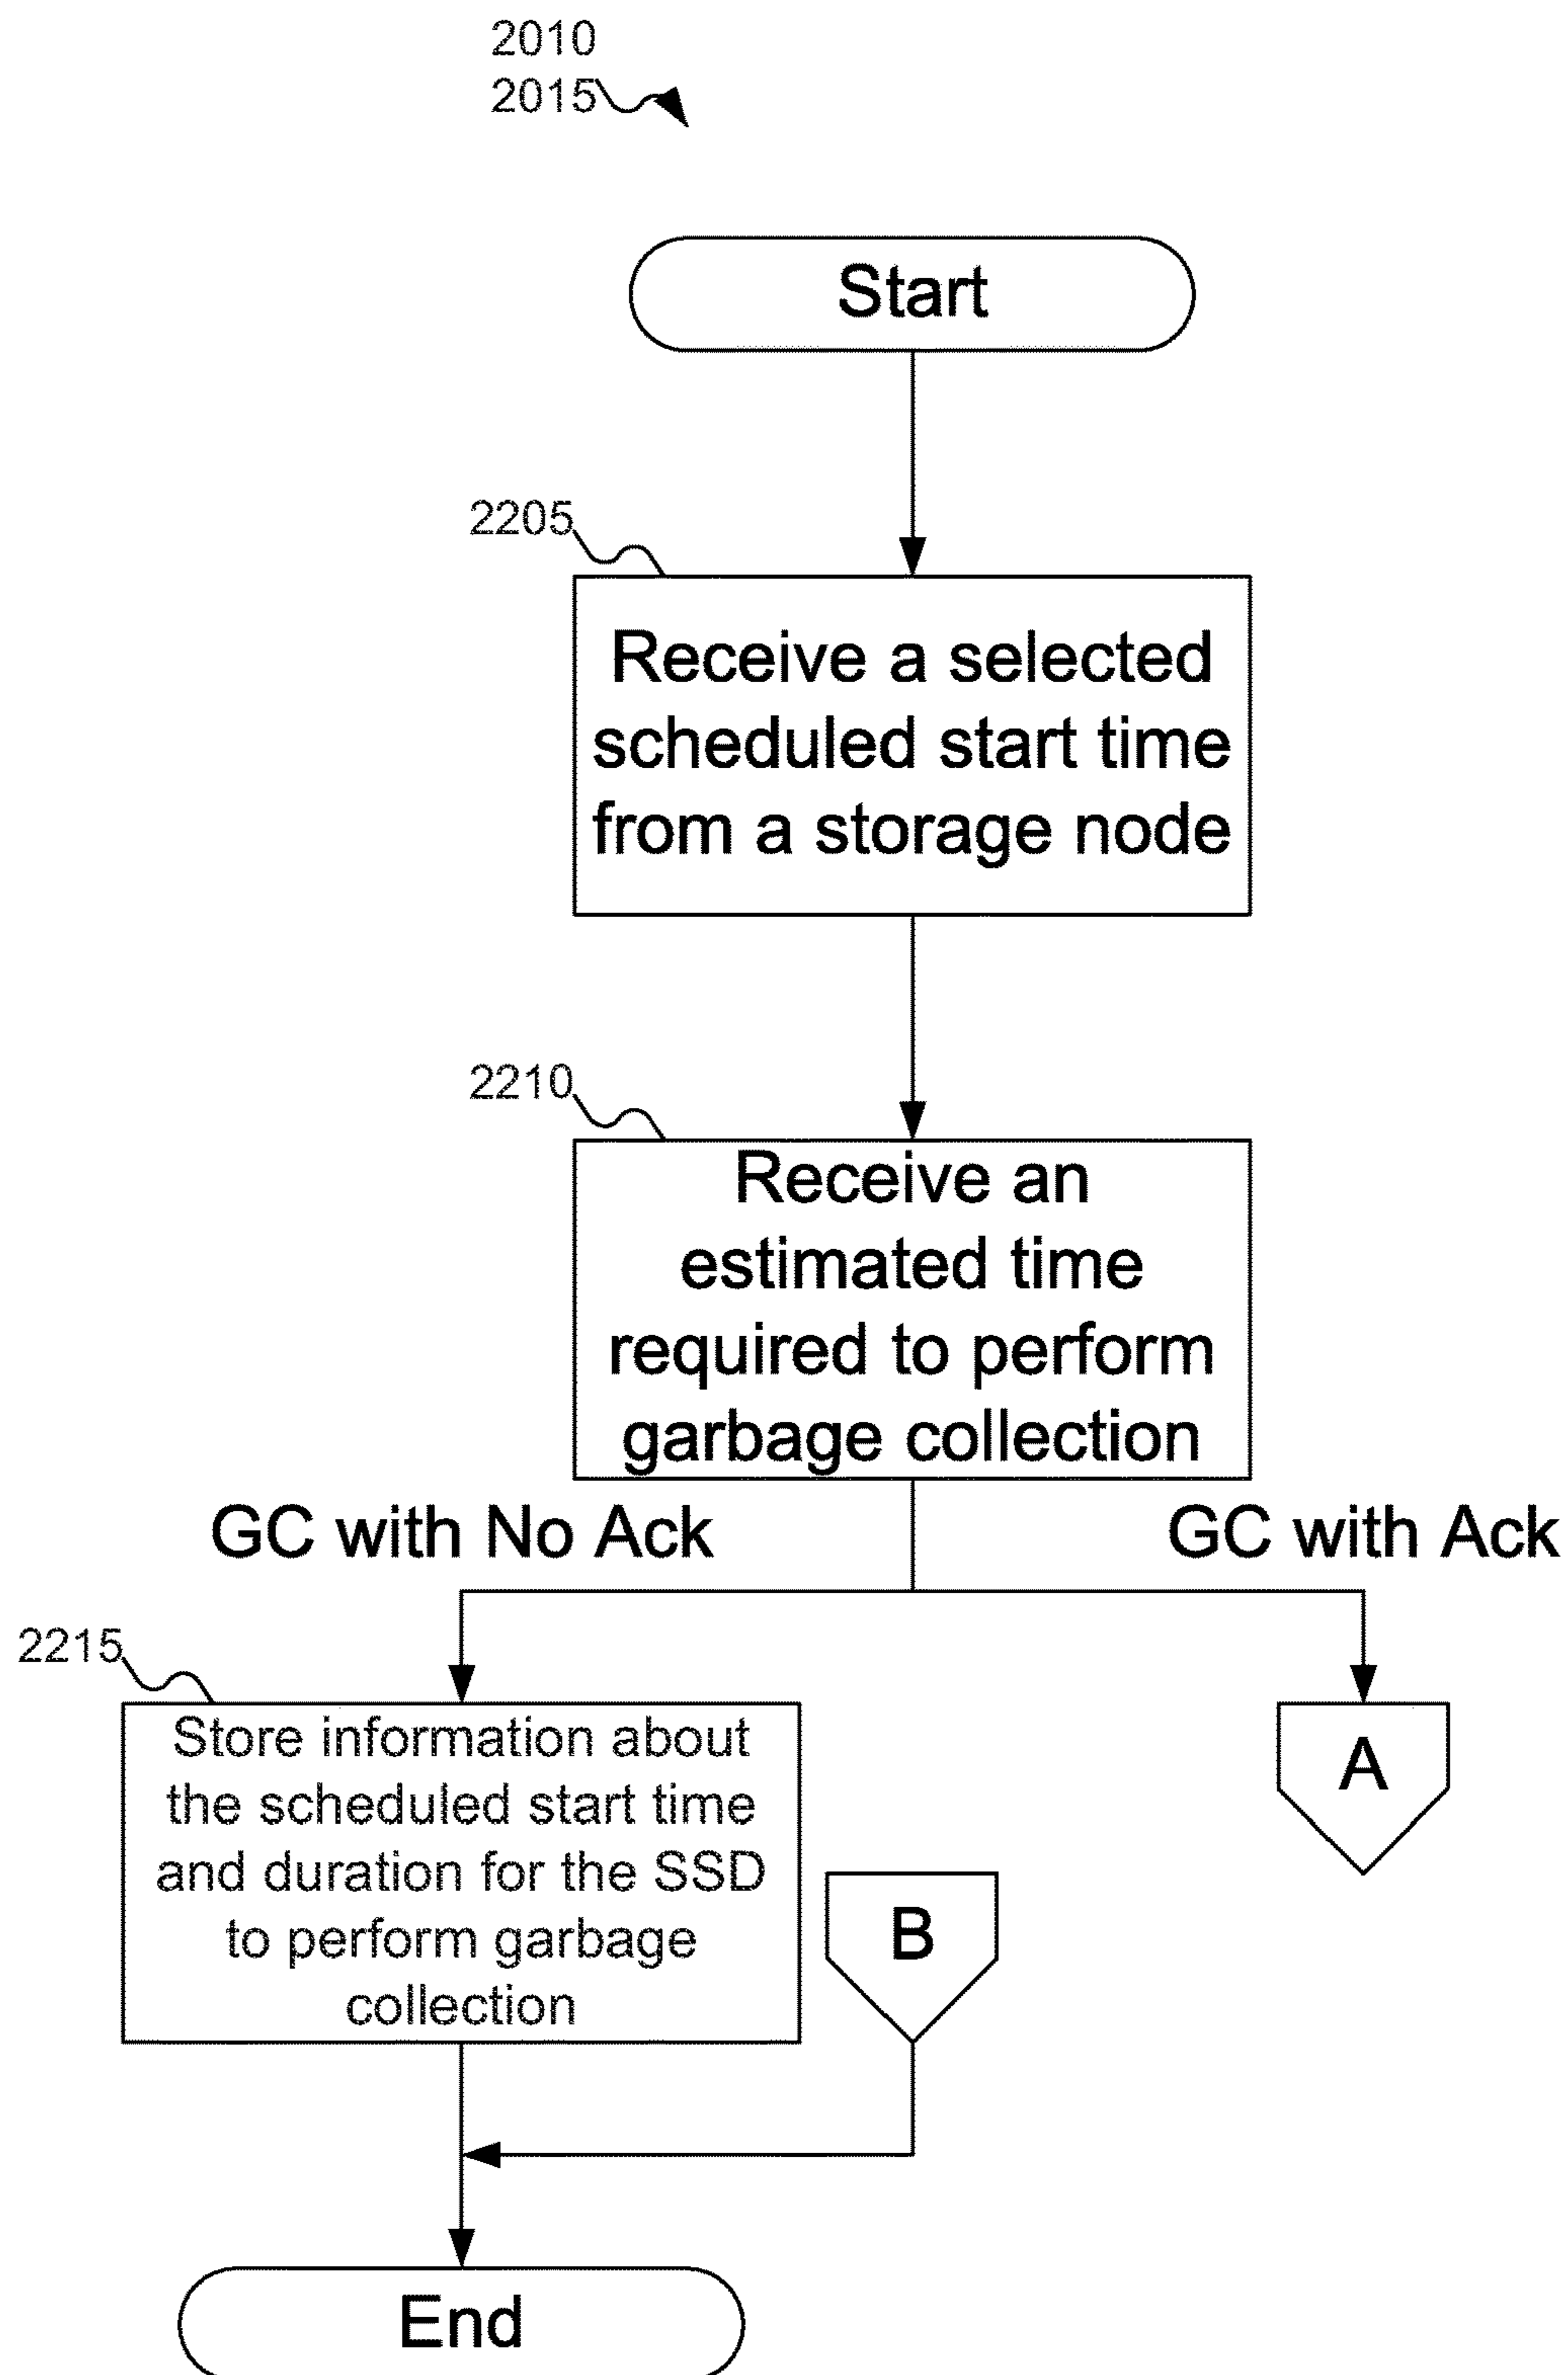 2010
2015
Start
2205
Receive a selected
scheduled start time
from a storage node
2210
Receive an
estimated time
required to perform
garbage collection
GC with No Ack
GC with Ack
2215
Store information about
the scheduled start time
and duration for the SSD
to perform garbage
collection
A
B
End